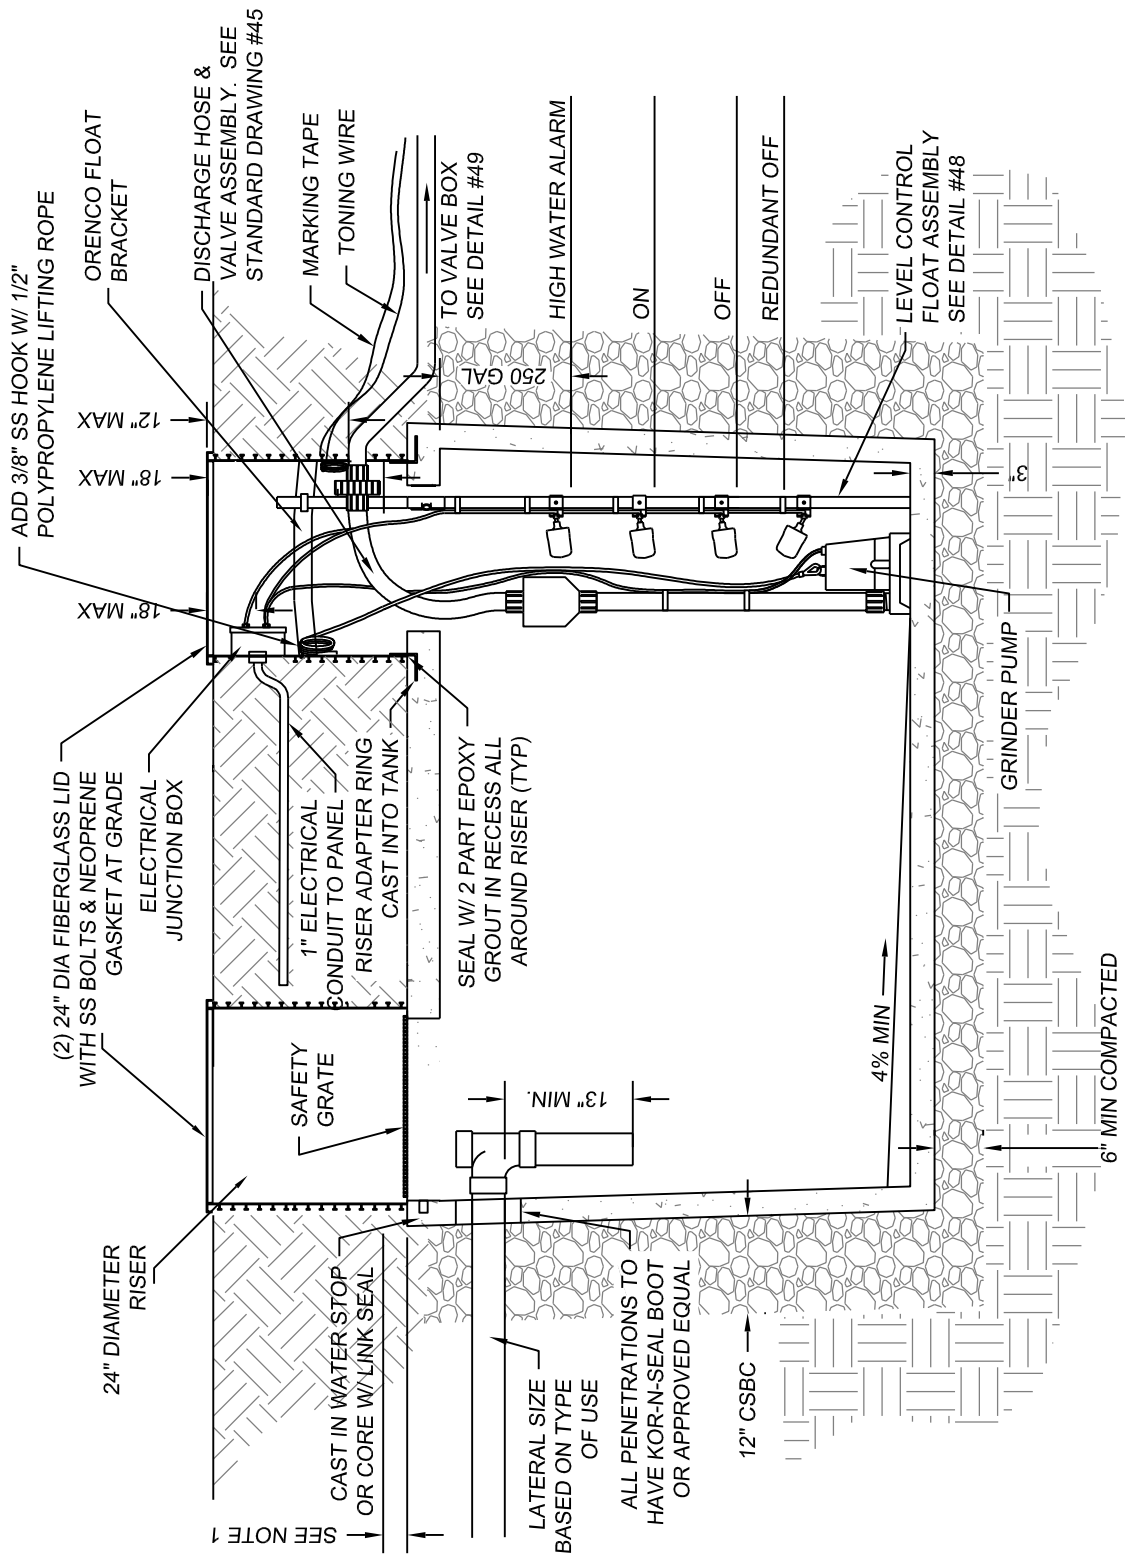 ADD 3/8" SS HOOK W/ 1/2"
POLYPROPYLENE LIFTING ROPE
ORENCO FLOAT
BRACKET
DISCHARGE HOSE &
VALVE ASSEMBLY. SEE
STANDARD DRAWING #45
MARKING TAPE
TONING WIRE
TO VALVE BOX
SEE DETAIL #49
HIGH WATER ALARM
ON
OFF
REDUNDANT OFF
LEVEL CONTROL
FLOAT ASSEMBLY
SEE DETAIL #48
12" MAX
18" MAX
18" MAX
250 GAL
3"
(2) 24" DIA FIBERGLASS LID
WITH SS BOLTS & NEOPRENE
GASKET AT GRADE
ELECTRICAL
JUNCTION BOX
1" ELECTRICAL
CONDUIT TO PANEL
RISER ADAPTER RING
CAST INTO TANK
SEAL W/ 2 PART EPOXY
GROUT IN RECESS ALL
AROUND RISER (TYP)
GRINDER PUMP
SAFETY
GRATE
13" MIN.
4% MIN
6" MIN COMPACTED
24" DIAMETER
RISER
CAST IN WATER STOP
OR CORE W/ LINK SEAL
SEE NOTE 1
LATERAL SIZE
BASED ON TYPE
OF USE
ALL PENETRATIONS TO
HAVE KOR-N-SEAL BOOT
OR APPROVED EQUAL
12" CSBC